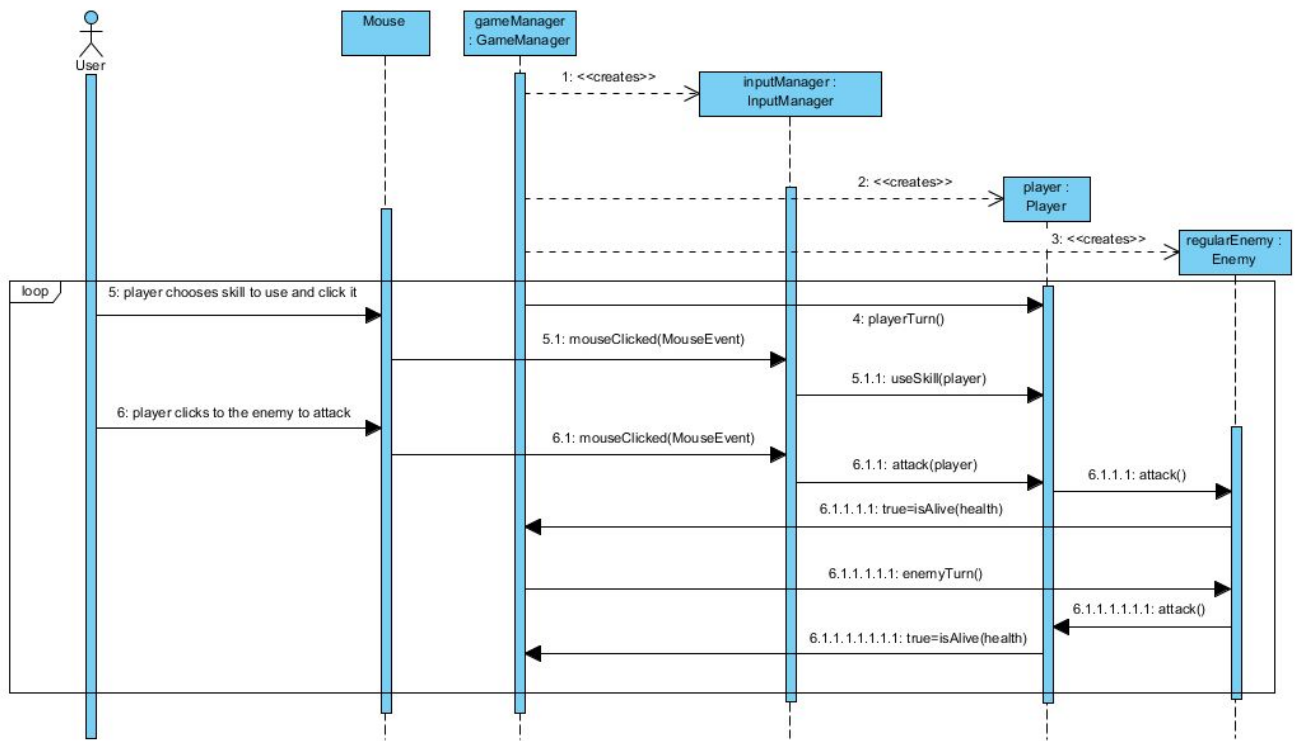 Mouse
gameManager
: GameManager
User
1: <<creates>>
inputManager :
InputManager
2: <<creates>>
player :
Player
3: <<creates>>
regularEnemy :
Enemy
loop
5: player chooses skill to use and click it
4: playerTurn()
5.1: mouseClicked(MouseEvent)
5.1.1: useSkill(player)
6: player clicks to the enemy to attack
6.1: mouseClicked(MouseEvent)
6.1.1: attack(player)
6.1.1.1: attack()
6.1.1.1.1: true=isAlive(health)
6.1.1.1.1.1: enemyTurn()
6.1.1.1.1.1.1: attack()
6.1.1.1.1.1.1.1: true=isAlive(health)